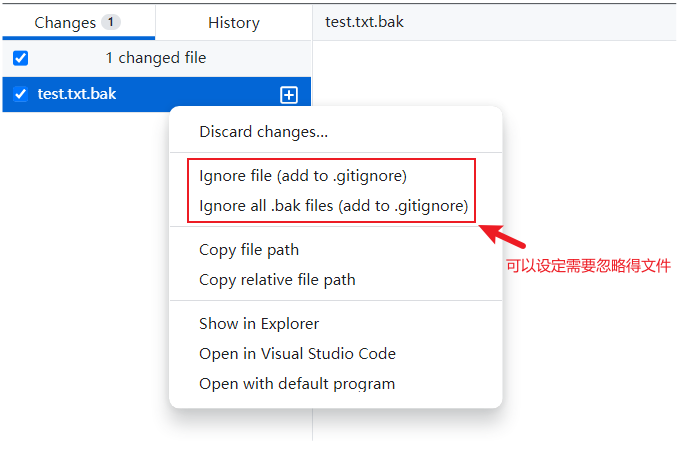 Changes 1
History
test.txt.bak
1 changed file
test.txt.bak
Discard changes...
Ignore file (add to .gitignore)
Ignore all .bak files (add to .gitignore)
Copy file path
Copy relative file path
可以设定需要忽略得文件
Show in Explorer
Open in Visual Studio Code
Open with default program